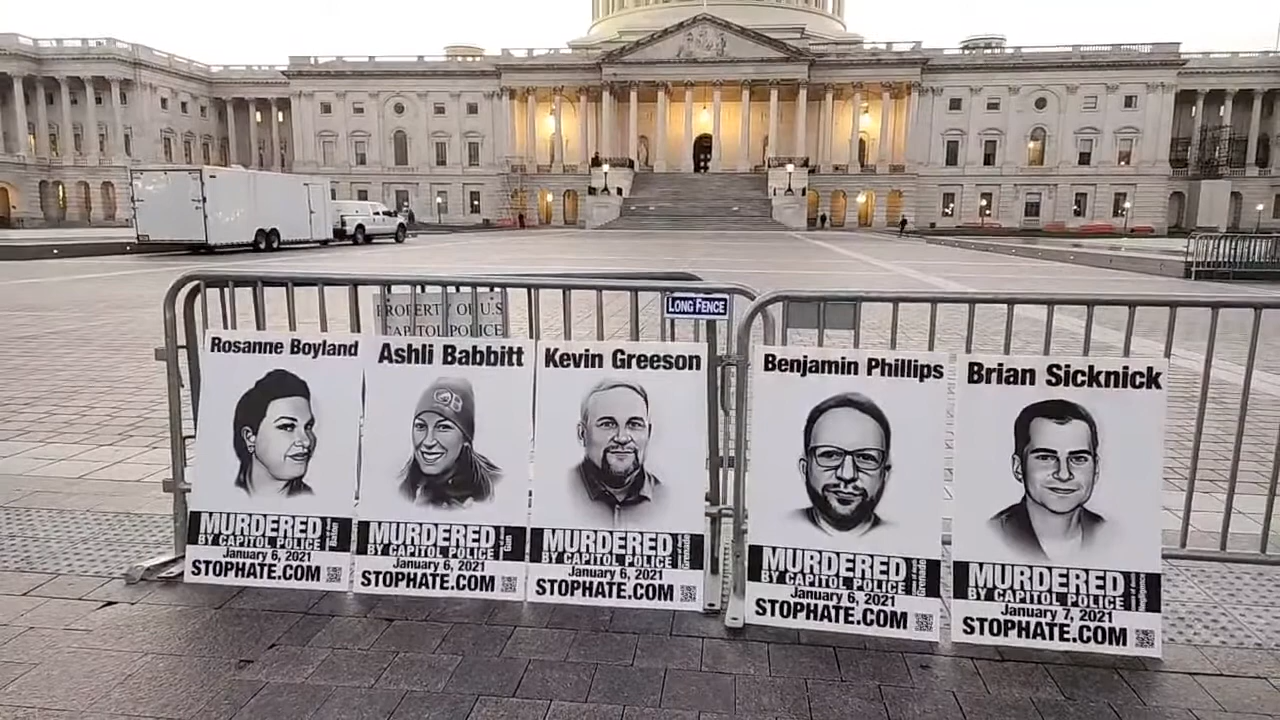 PROPERTY OF U.S
CAPITOL POLICE
LONG FENCE
Rosanne Boyland
MURDERED
BY CAPITOL POLICE
January 6, 2021
STOPHATE.COM
Ashli Babbitt
MURDERED
BY CAPITOL POLICE
January 6, 2021
STOPHATE.COM
Kevin Greeson
MURDERED
BY CAPITOL POLICE
January 6, 2021
STOPHATE.COM
Benjamin Phillips
MURDERED
BY CAPITOL POLICE
January 6, 2021
STOPHATE.COM
Brian Sicknick
MURDERED
BY CAPITOL POLICE
January 7, 2021
STOPHATE.COM